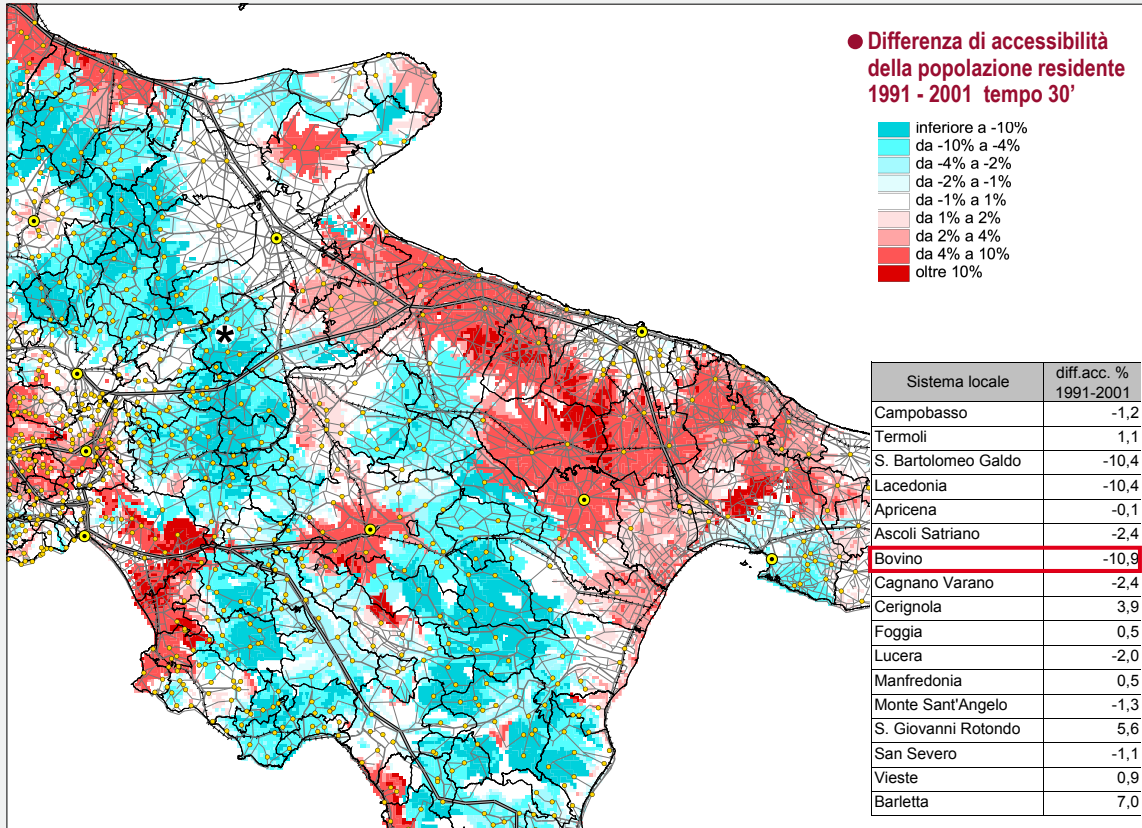 ● Differenza di accessibilità
della popolazione residente
1991 - 2001 tempo 30’
inferiore a -10%
da -10% a -4%
da -4% a -2%
da -2% a -1%
da -1% a 1%
da 1% a 2%
da 2% a 4%
da 4% a 10%
oltre 10%
*
Sistema locale diff.acc. % 1991-2001
Campobasso -1,2
Termoli 1,1
S. Bartolomeo Galdo -10,4
Lacedonia -10,4
Apricena -0,1
Ascoli Satriano -2,4
Bovino -10,9
Cagnano Varano -2,4
Cerignola 3,9
Foggia 0,5
Lucera -2,0
Manfredonia 0,5
Monte Sant'Angelo -1,3
S. Giovanni Rotondo 5,6
San Severo -1,1
Vieste 0,9
Barletta 7,0